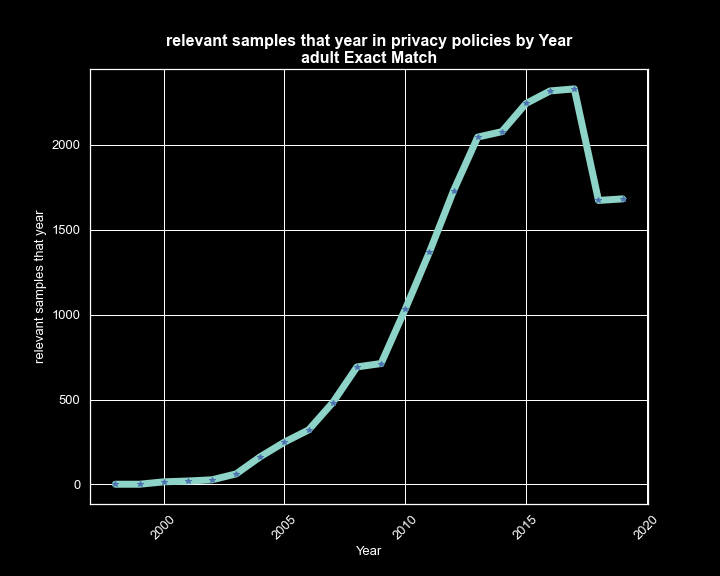 relevant samples that year in privacy policies by Year
adult Exact Match
relevant samples that year
2000
1500
1000
500
0
2000
2005
2010
2015
2020
Year